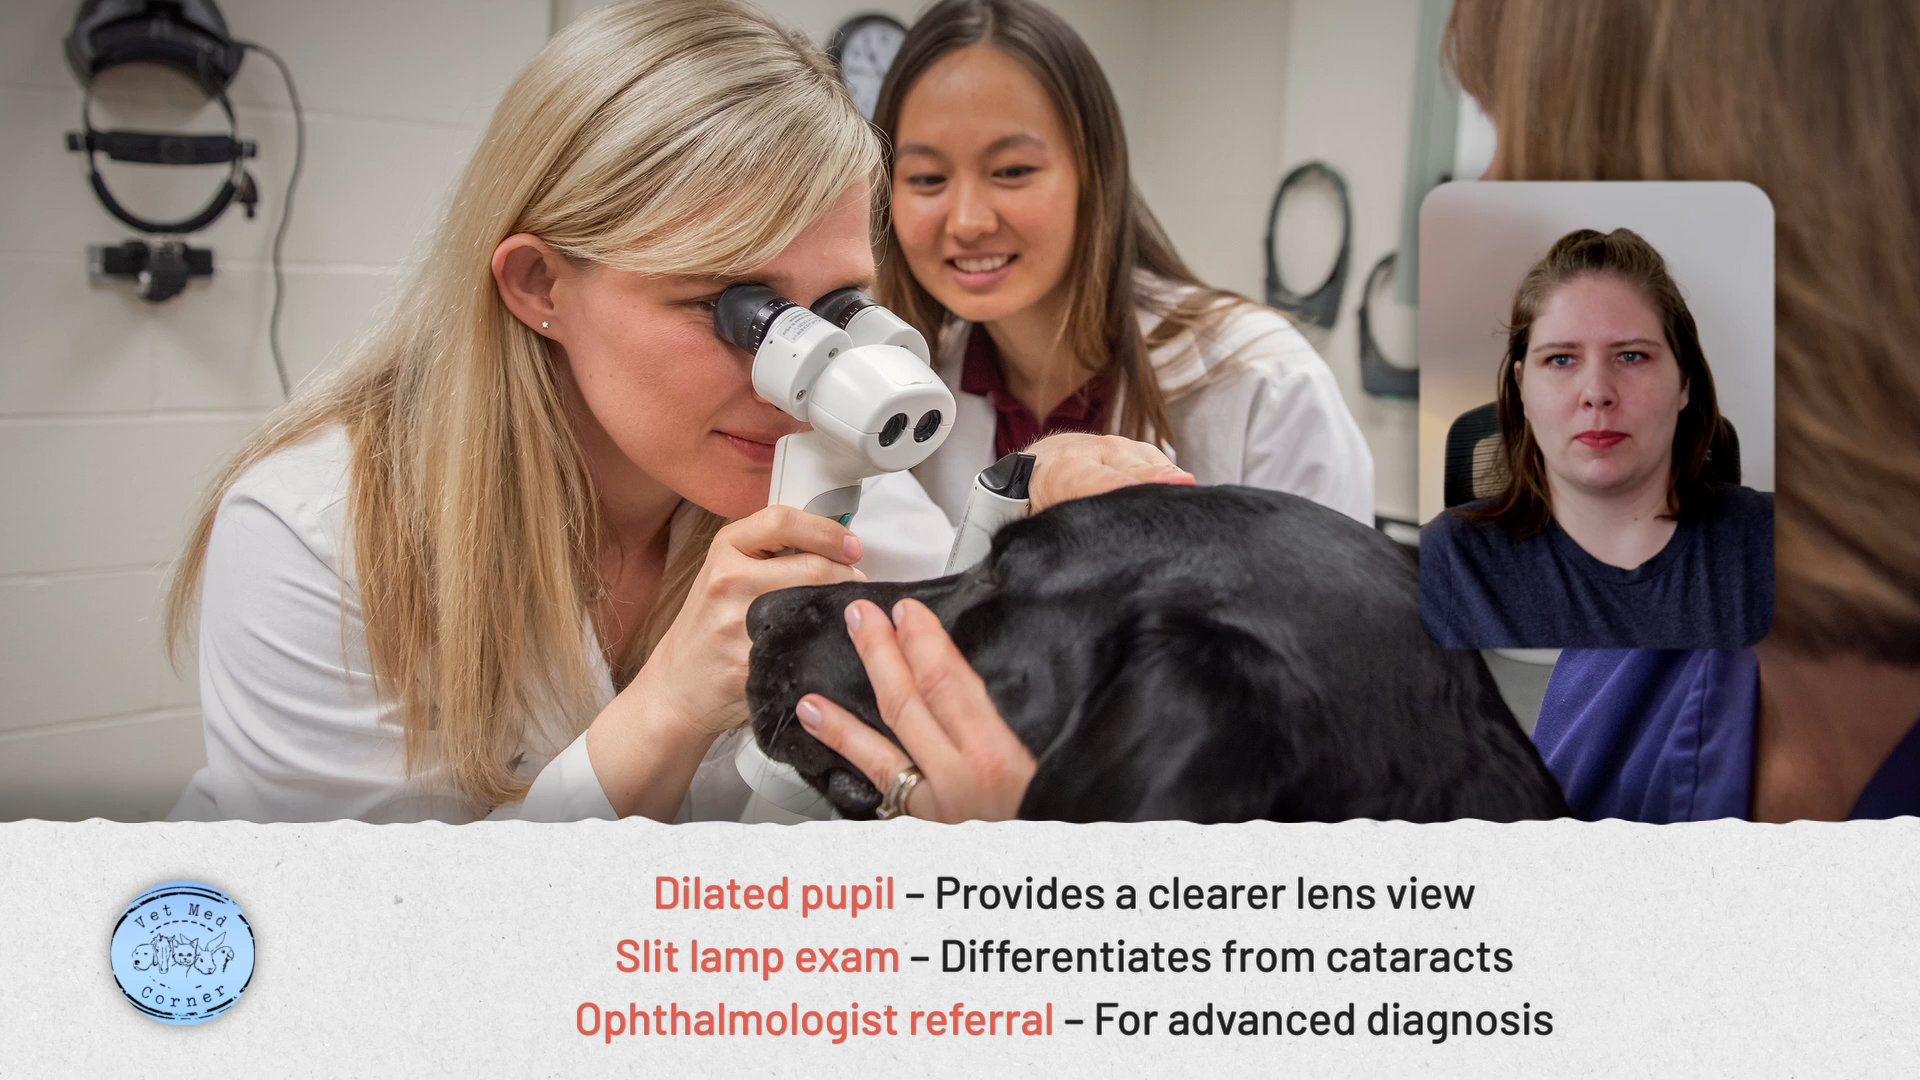 Dilated pupil – Provides a clearer lens view
Slit lamp exam – Differentiates from cataracts
Ophthalmologist referral – For advanced diagnosis
Vet Med
Corner